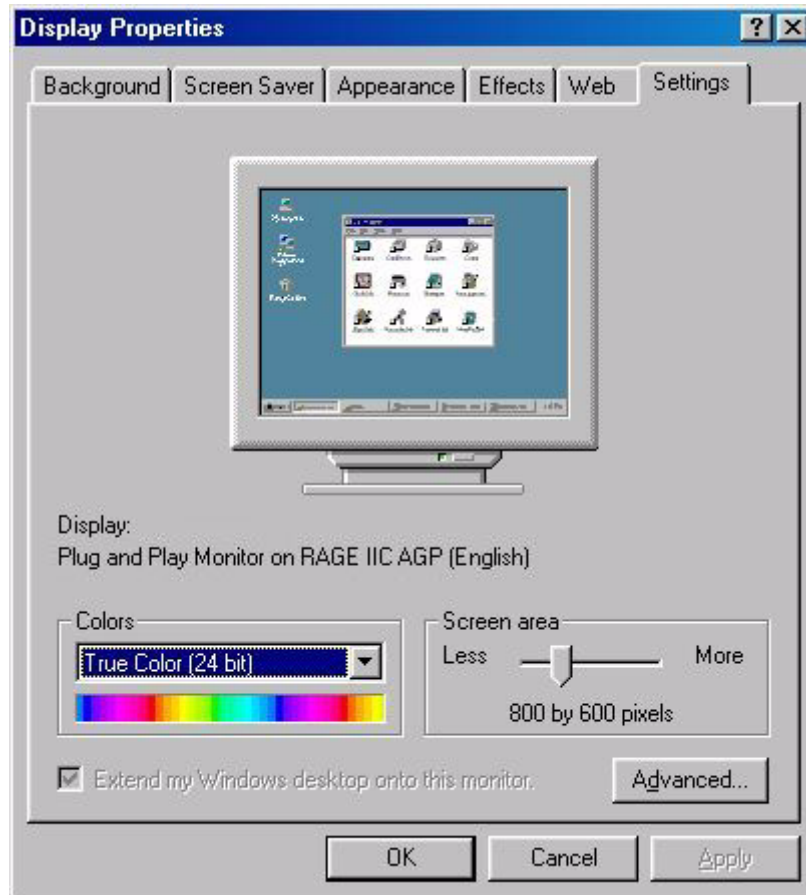 Display Properties
Background Screen Saver Appearance Effects Web Settings
Display:
Plug and Play Monitor on RAGE IIC AGP (English)
Colors
True Color (24 bit)
Screen area
Less More
800 by 600 pixels
Extend my Windows desktop onto this monitor.
Advanced...
OK Cancel Apply